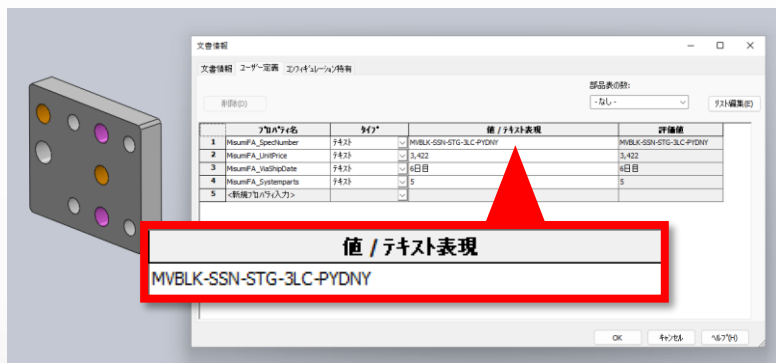 文書情報
文書情報 ユーザー定義 コンフィギュレーション特有
部品表の数:
削除(D)
- なし -
リスト編集(E)
プロパティ名 タイプ 値 / テキスト表現 評価値
1 MisumiFA_SpecNumber テキスト MVBLK-SSN-STG-3LC-PYDNY MVBLK-SSN-STG-3LC-PYDNY
2 MisumiFA_UnitPrice テキスト 3,422 3,422
3 MisumiFA_ViaShipDate テキスト 6日目 6日目
4 MisumiFA_Systemparts テキスト 5 5
5 <新規プロパティ入力>
値 / テキスト表現
MVBLK-SSN-STG-3LC-PYDNY
OK キャンセル ヘルプ(H)